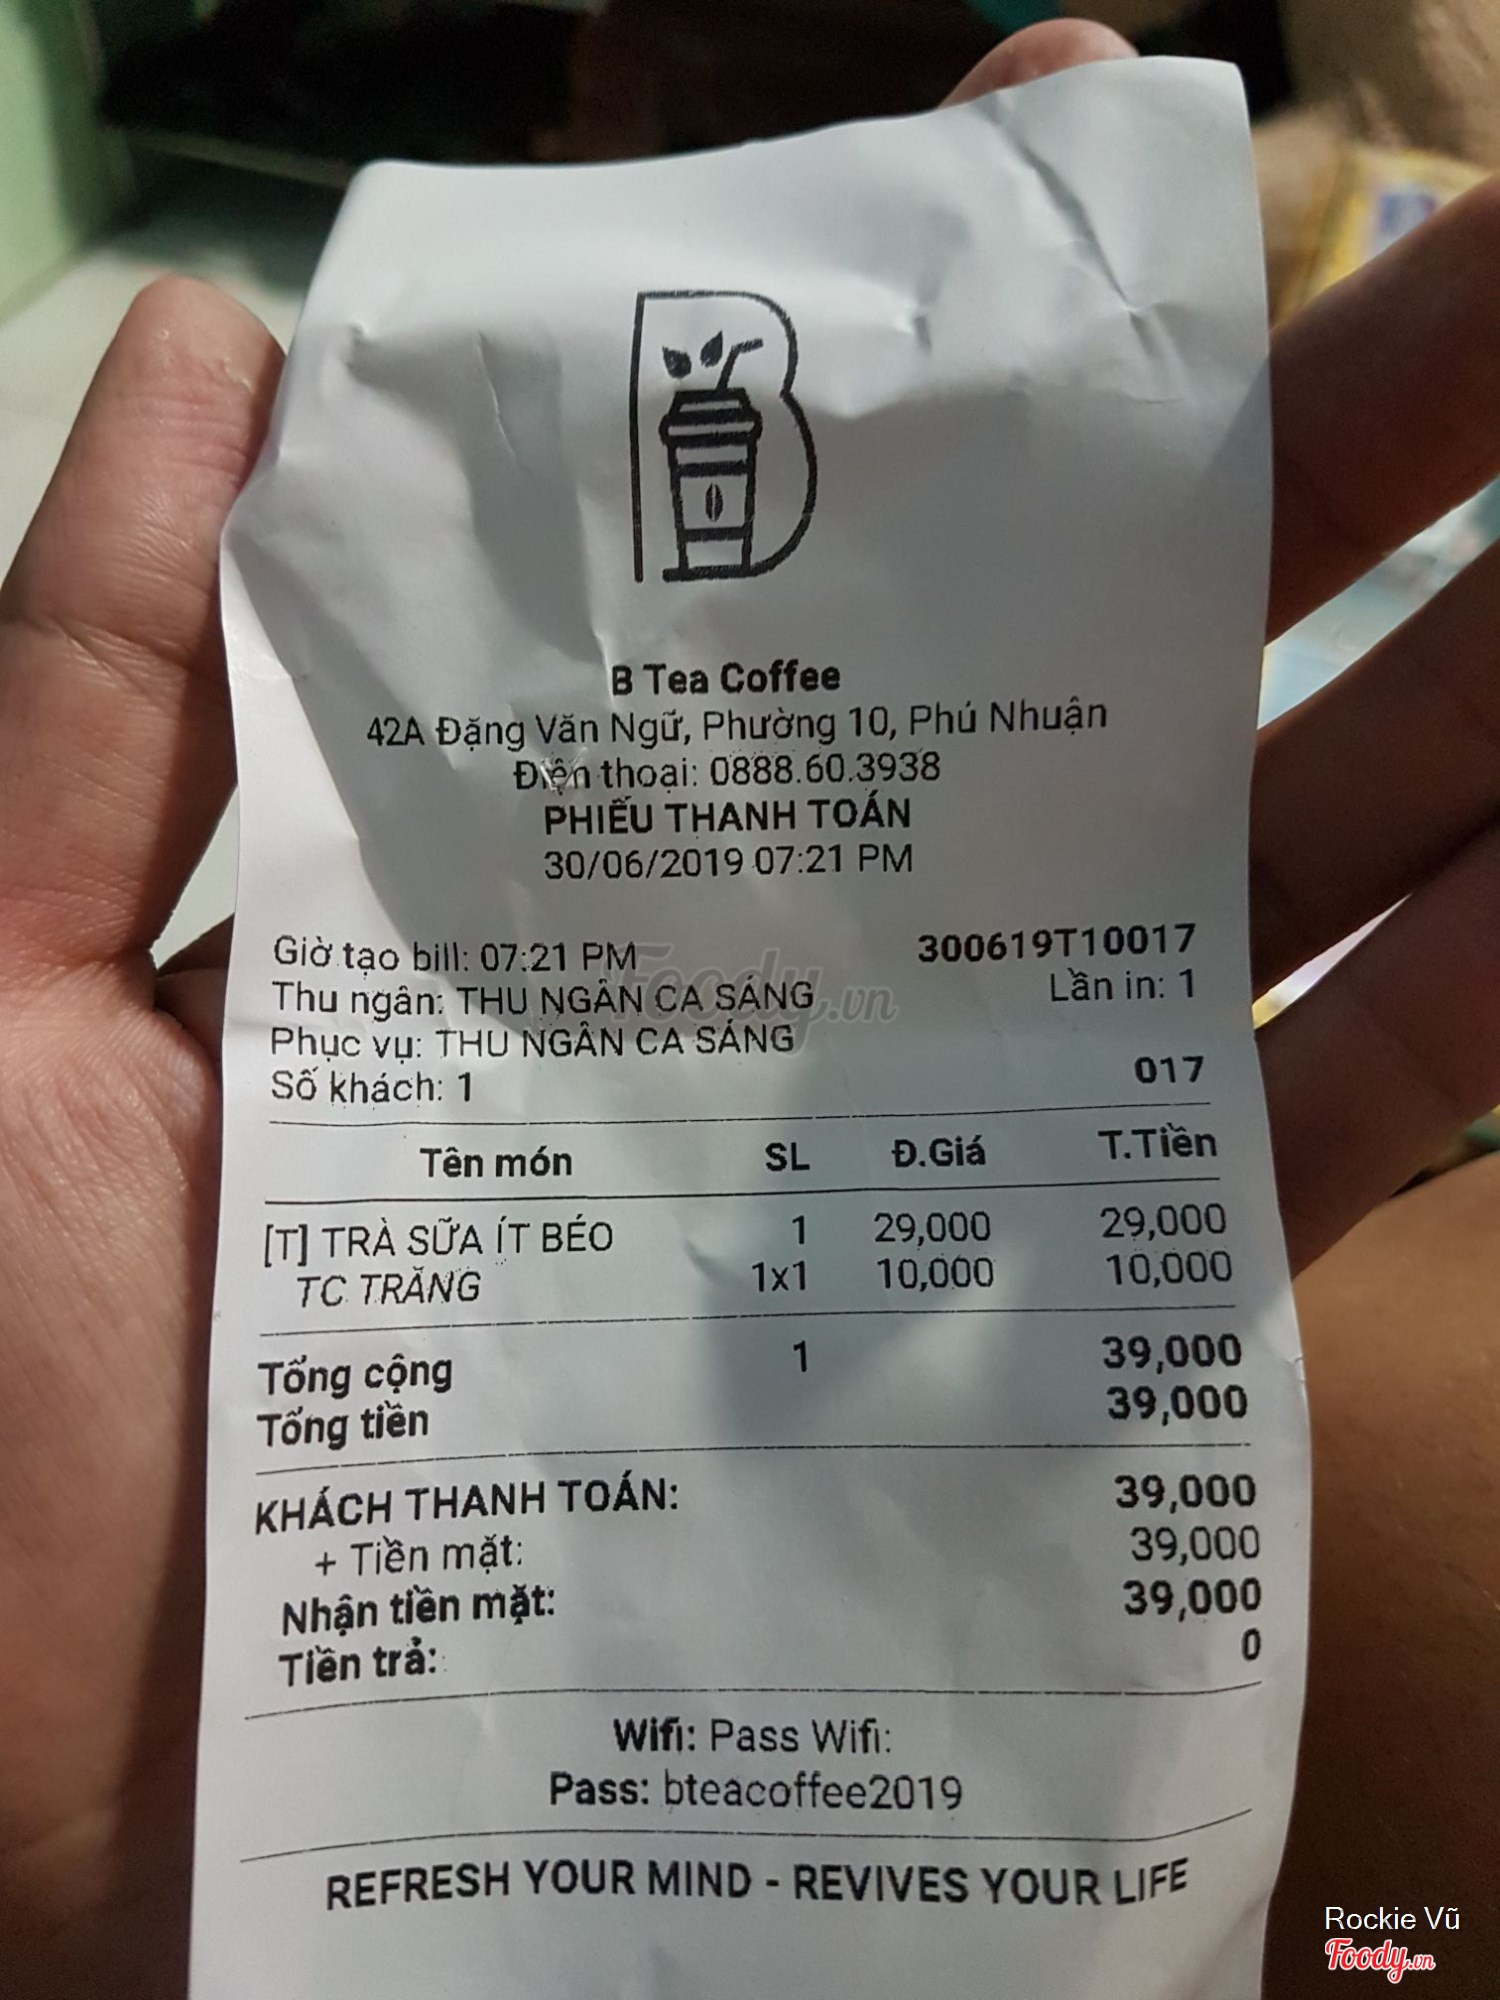 B Tea Coffee
42A Đặng Văn Ngữ, Phường 10, Phú Nhuận
Điện thoại: 0888.60.3938
PHIẾU THANH TOÁN
30/06/2019 07:21 PM
Giờ tạo bill: 07:21 PM 300619T10017
Thu ngân: THU NGÂN CA SÁNG Lần in: 1
Phục vụ: THU NGÂN CA SÁNG
Số khách: 1 017
Tên món SL Đ.Giá T.Tiền
[T] TRÀ SỮA ÍT BÉO 1 29,000 29,000
TC TRẮNG 1x1 10,000 10,000
Tổng cộng 1 39,000
Tổng tiền 39,000
KHÁCH THANH TOÁN: 39,000
+ Tiền mặt: 39,000
Nhận tiền mặt: 39,000
Tiền trả: 0
Wifi: Pass Wifi:
Pass: bteacoffee2019
REFRESH YOUR MIND - REVIVES YOUR LIFE
Foody.vn
Rockie Vũ
Foody.vn